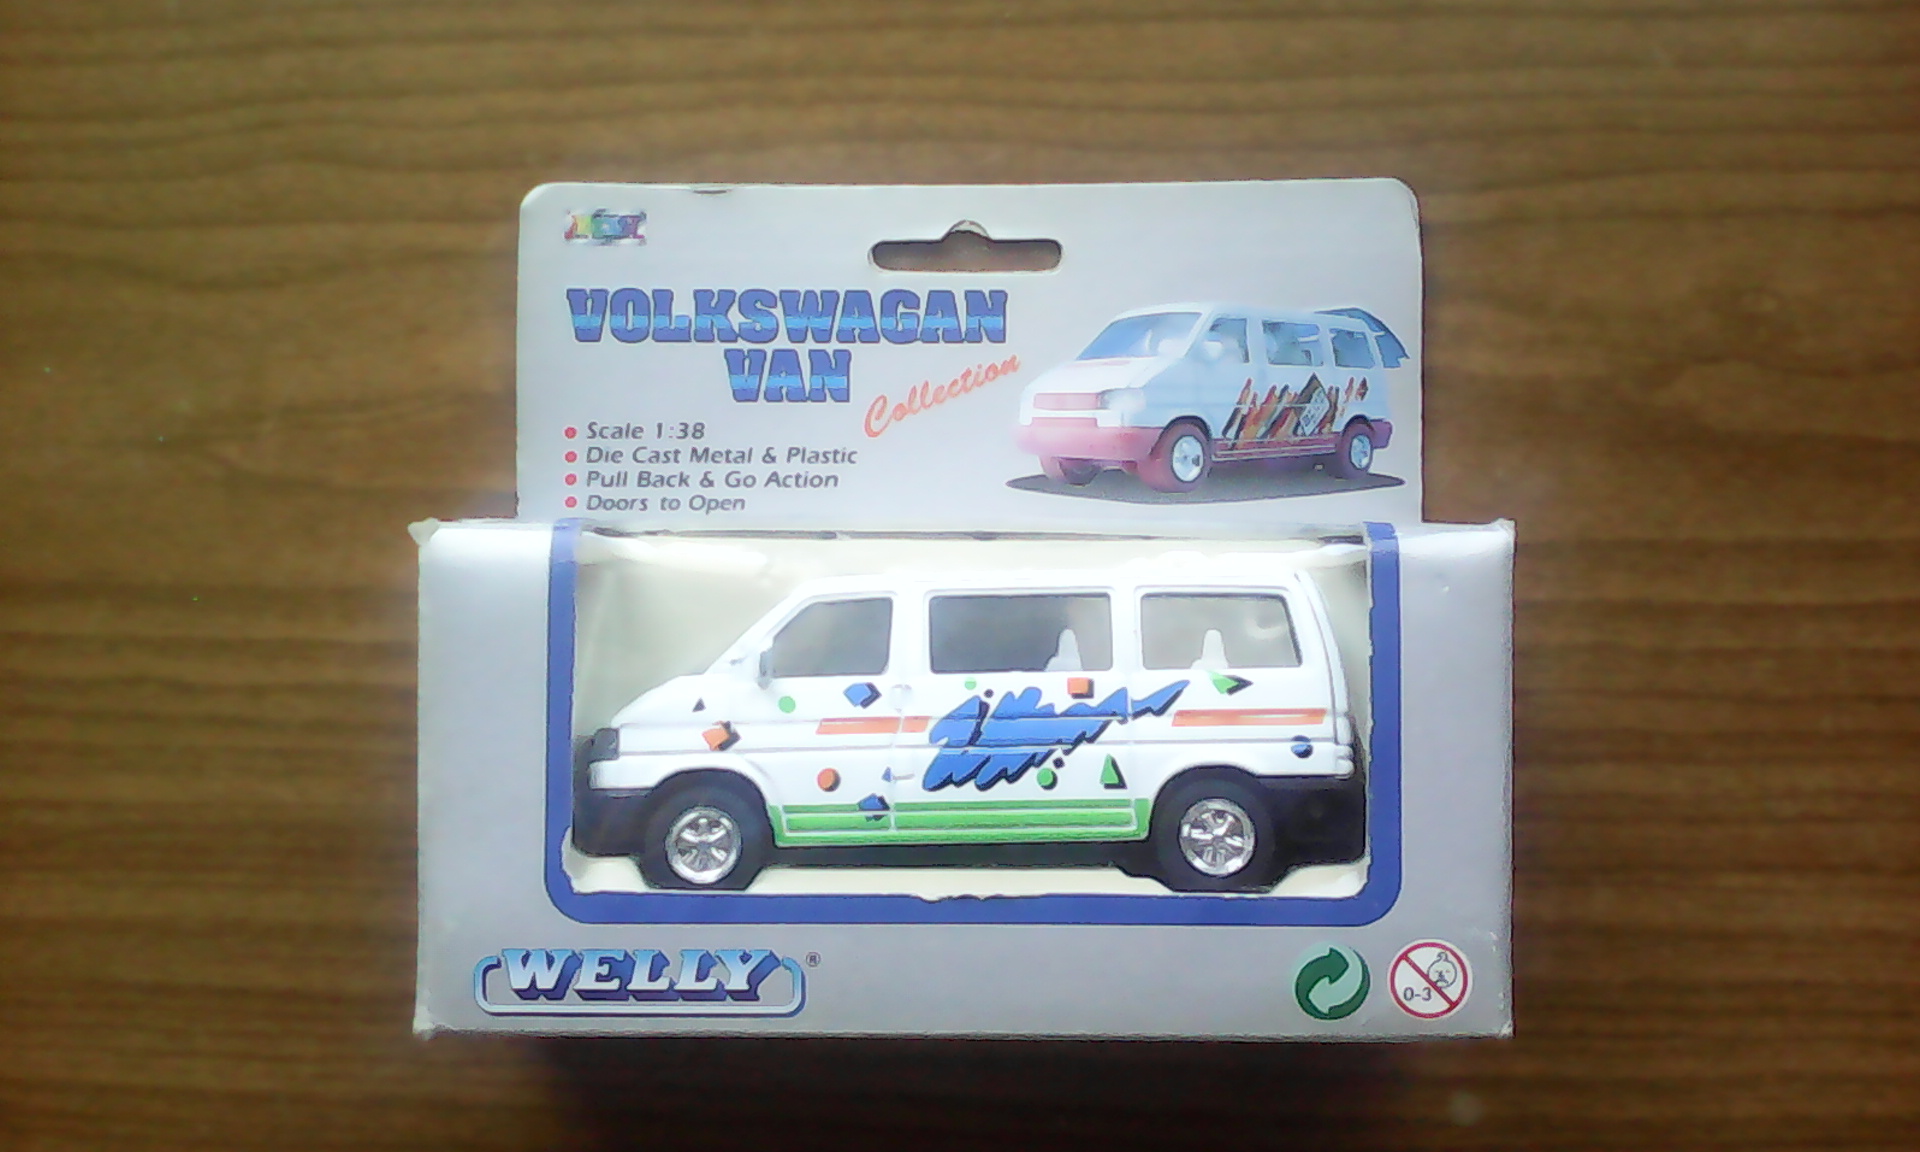 VOLKSWAGAN
VAN
Collection
Scale 1:38
Die Cast Metal & Plastic
Pull Back & Go Action
Doors to Open
WELLY®
0-3